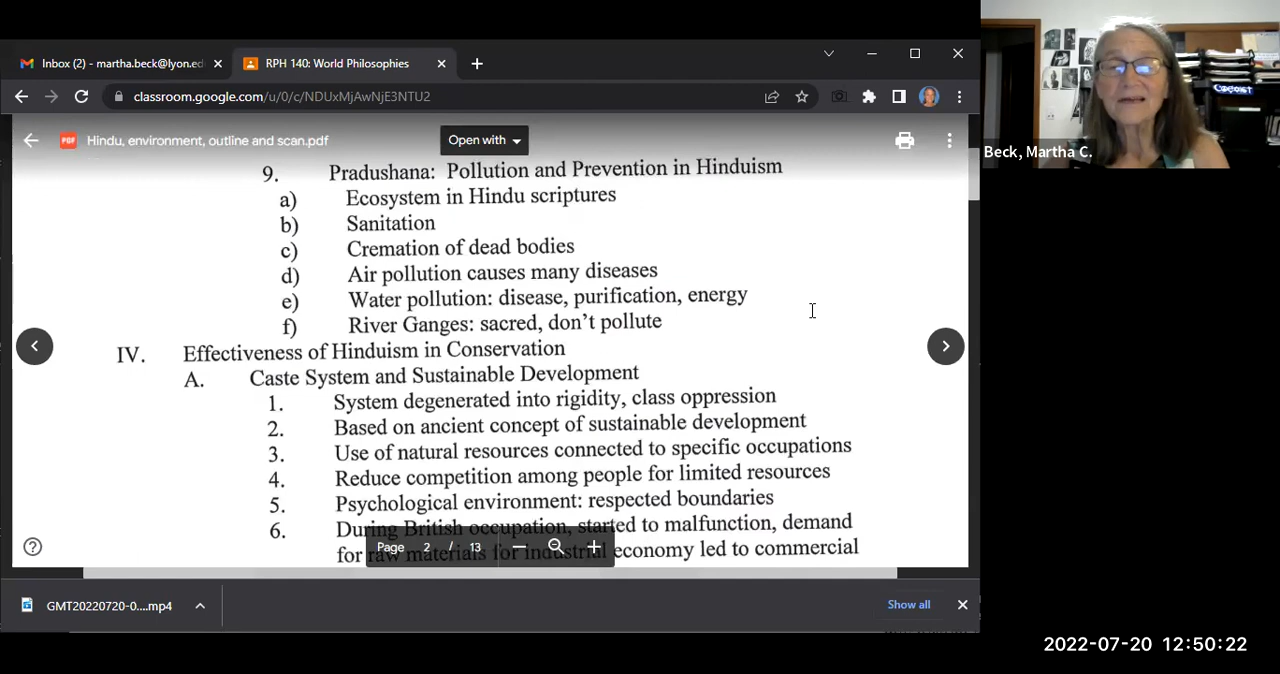 Inbox (2) - martha.beck@lyon.ed
RPH 140: World Philosophies
classroom.google.com/u/0/c/NDUxMjAwNjE3NTU2
Hindu, environment, outline and scan.pdf
Open with
9. Pradushana: Pollution and Prevention in Hinduism
a) Ecosystem in Hindu scriptures
b) Sanitation
c) Cremation of dead bodies
d) Air pollution causes many diseases
e) Water pollution: disease, purification, energy
f) River Ganges: sacred, don't pollute
IV. Effectiveness of Hinduism in Conservation
A. Caste System and Sustainable Development
1. System degenerated into rigidity, class oppression
2. Based on ancient concept of sustainable development
3. Use of natural resources connected to specific occupations
4. Reduce competition among people for limited resources
5. Psychological environment: respected boundaries
6. During British occupation, started to malfunction, demand
for raw materials for industrial economy led to commercial
Page 2 / 13
GMT20220720-0....mp4
Show all
COEXIST
Beck, Martha C.
2022-07-20 12:50:22